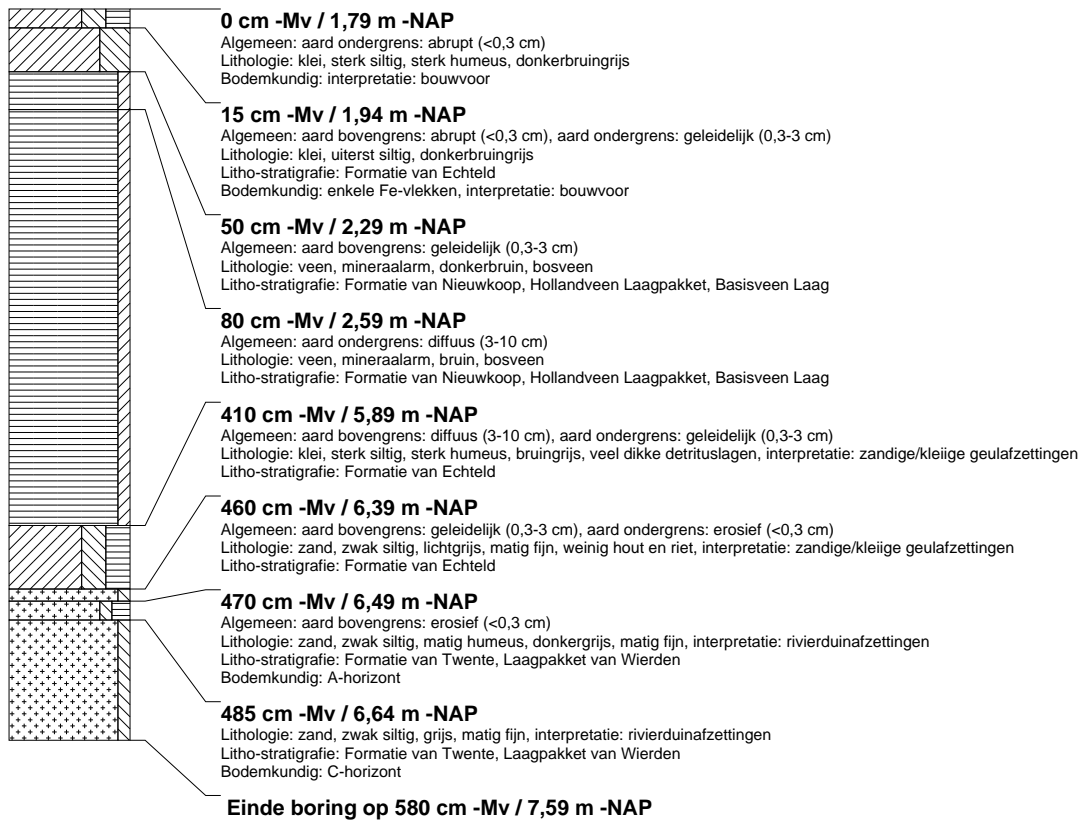 0 cm -Mv / 1,79 m -NAP
Algemeen: aard ondergrens: abrupt (<0,3 cm)
Lithologie: klei, sterk siltig, sterk humeus, donkerbruingrijs
Bodemkundig: interpretatie: bouwvoor
15 cm -Mv / 1,94 m -NAP
Algemeen: aard bovengrens: abrupt (<0,3 cm), aard ondergrens: geleidelijk (0,3-3 cm)
Lithologie: klei, uiterst siltig, donkerbruingrijs
Litho-stratigrafie: Formatie van Echteld
Bodemkundig: enkele Fe-vlekken, interpretatie: bouwvoor
50 cm -Mv / 2,29 m -NAP
Algemeen: aard bovengrens: geleidelijk (0,3-3 cm)
Lithologie: veen, mineraalarm, donkerbruin, bosveen
Litho-stratigrafie: Formatie van Nieuwkoop, Hollandveen Laagpakket, Basisveen Laag
80 cm -Mv / 2,59 m -NAP
Algemeen: aard ondergrens: diffuus (3-10 cm)
Lithologie: veen, mineraalarm, bruin, bosveen
Litho-stratigrafie: Formatie van Nieuwkoop, Hollandveen Laagpakket, Basisveen Laag
410 cm -Mv / 5,89 m -NAP
Algemeen: aard bovengrens: diffuus (3-10 cm), aard ondergrens: geleidelijk (0,3-3 cm)
Lithologie: klei, sterk siltig, sterk humeus, bruingrijs, veel dikke detrituslagen, interpretatie: zandige/kleiige geulafzettingen
Litho-stratigrafie: Formatie van Echteld
460 cm -Mv / 6,39 m -NAP
Algemeen: aard bovengrens: geleidelijk (0,3-3 cm), aard ondergrens: erosief (<0,3 cm)
Lithologie: zand, zwak siltig, lichtgrijs, matig fijn, weinig hout en riet, interpretatie: zandige/kleiige geulafzettingen
Litho-stratigrafie: Formatie van Echteld
470 cm -Mv / 6,49 m -NAP
Algemeen: aard bovengrens: erosief (<0,3 cm)
Lithologie: zand, zwak siltig, matig humeus, donkergrijs, matig fijn, interpretatie: rivierduinafzettingen
Litho-stratigrafie: Formatie van Twente, Laagpakket van Wierden
Bodemkundig: A-horizont
485 cm -Mv / 6,64 m -NAP
Lithologie: zand, zwak siltig, grijs, matig fijn, interpretatie: rivierduinafzettingen
Litho-stratigrafie: Formatie van Twente, Laagpakket van Wierden
Bodemkundig: C-horizont
Einde boring op 580 cm -Mv / 7,59 m -NAP